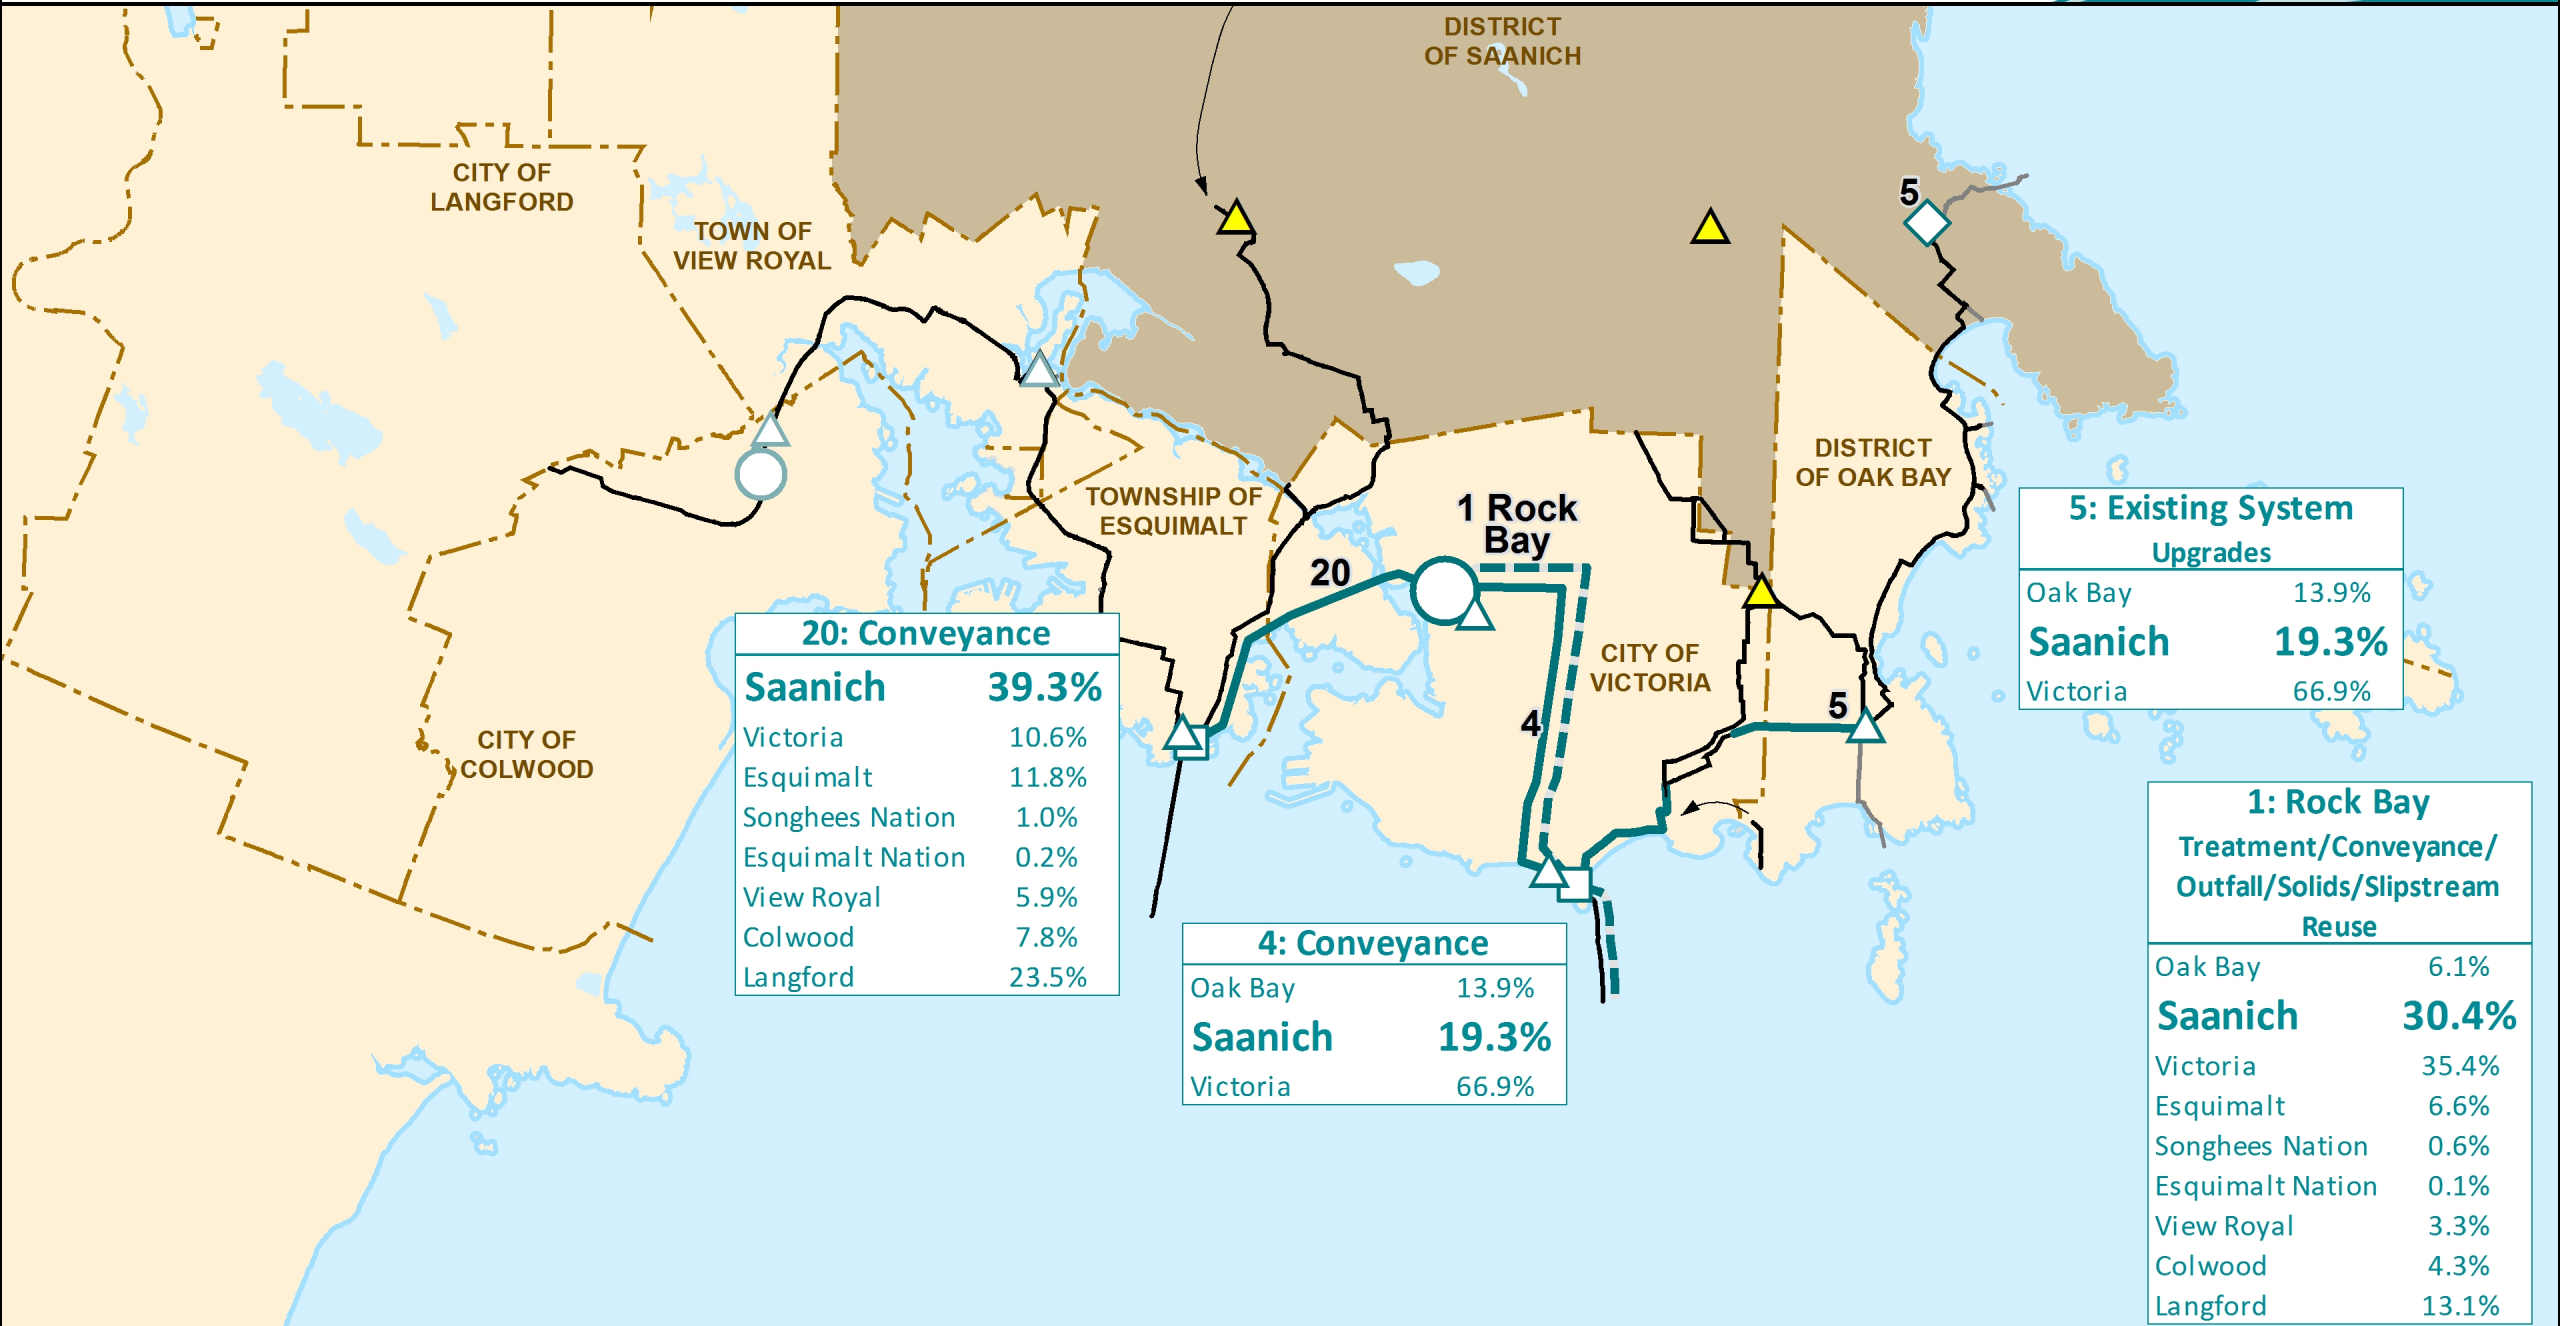 DISTRICT
OF SAANICH
CITY OF
LANGFORD
TOWN OF
VIEW ROYAL
5
DISTRICT
OF OAK BAY
TOWNSHIP OF
ESQUIMALT
1 Rock
Bay
20
CITY OF
VICTORIA
4
5
CITY OF
COLWOOD
20: Conveyance
Saanich 39.3%
Victoria 10.6%
Esquimalt 11.8%
Songhees Nation 1.0%
Esquimalt Nation 0.2%
View Royal 5.9%
Colwood 7.8%
Langford 23.5%
4: Conveyance
Oak Bay 13.9%
Saanich 19.3%
Victoria 66.9%
5: Existing System
Upgrades
Oak Bay 13.9%
Saanich 19.3%
Victoria 66.9%
1: Rock Bay
Treatment/Conveyance/
Outfall/Solids/Slipstream
Reuse
Oak Bay 6.1%
Saanich 30.4%
Victoria 35.4%
Esquimalt 6.6%
Songhees Nation 0.6%
Esquimalt Nation 0.1%
View Royal 3.3%
Colwood 4.3%
Langford 13.1%